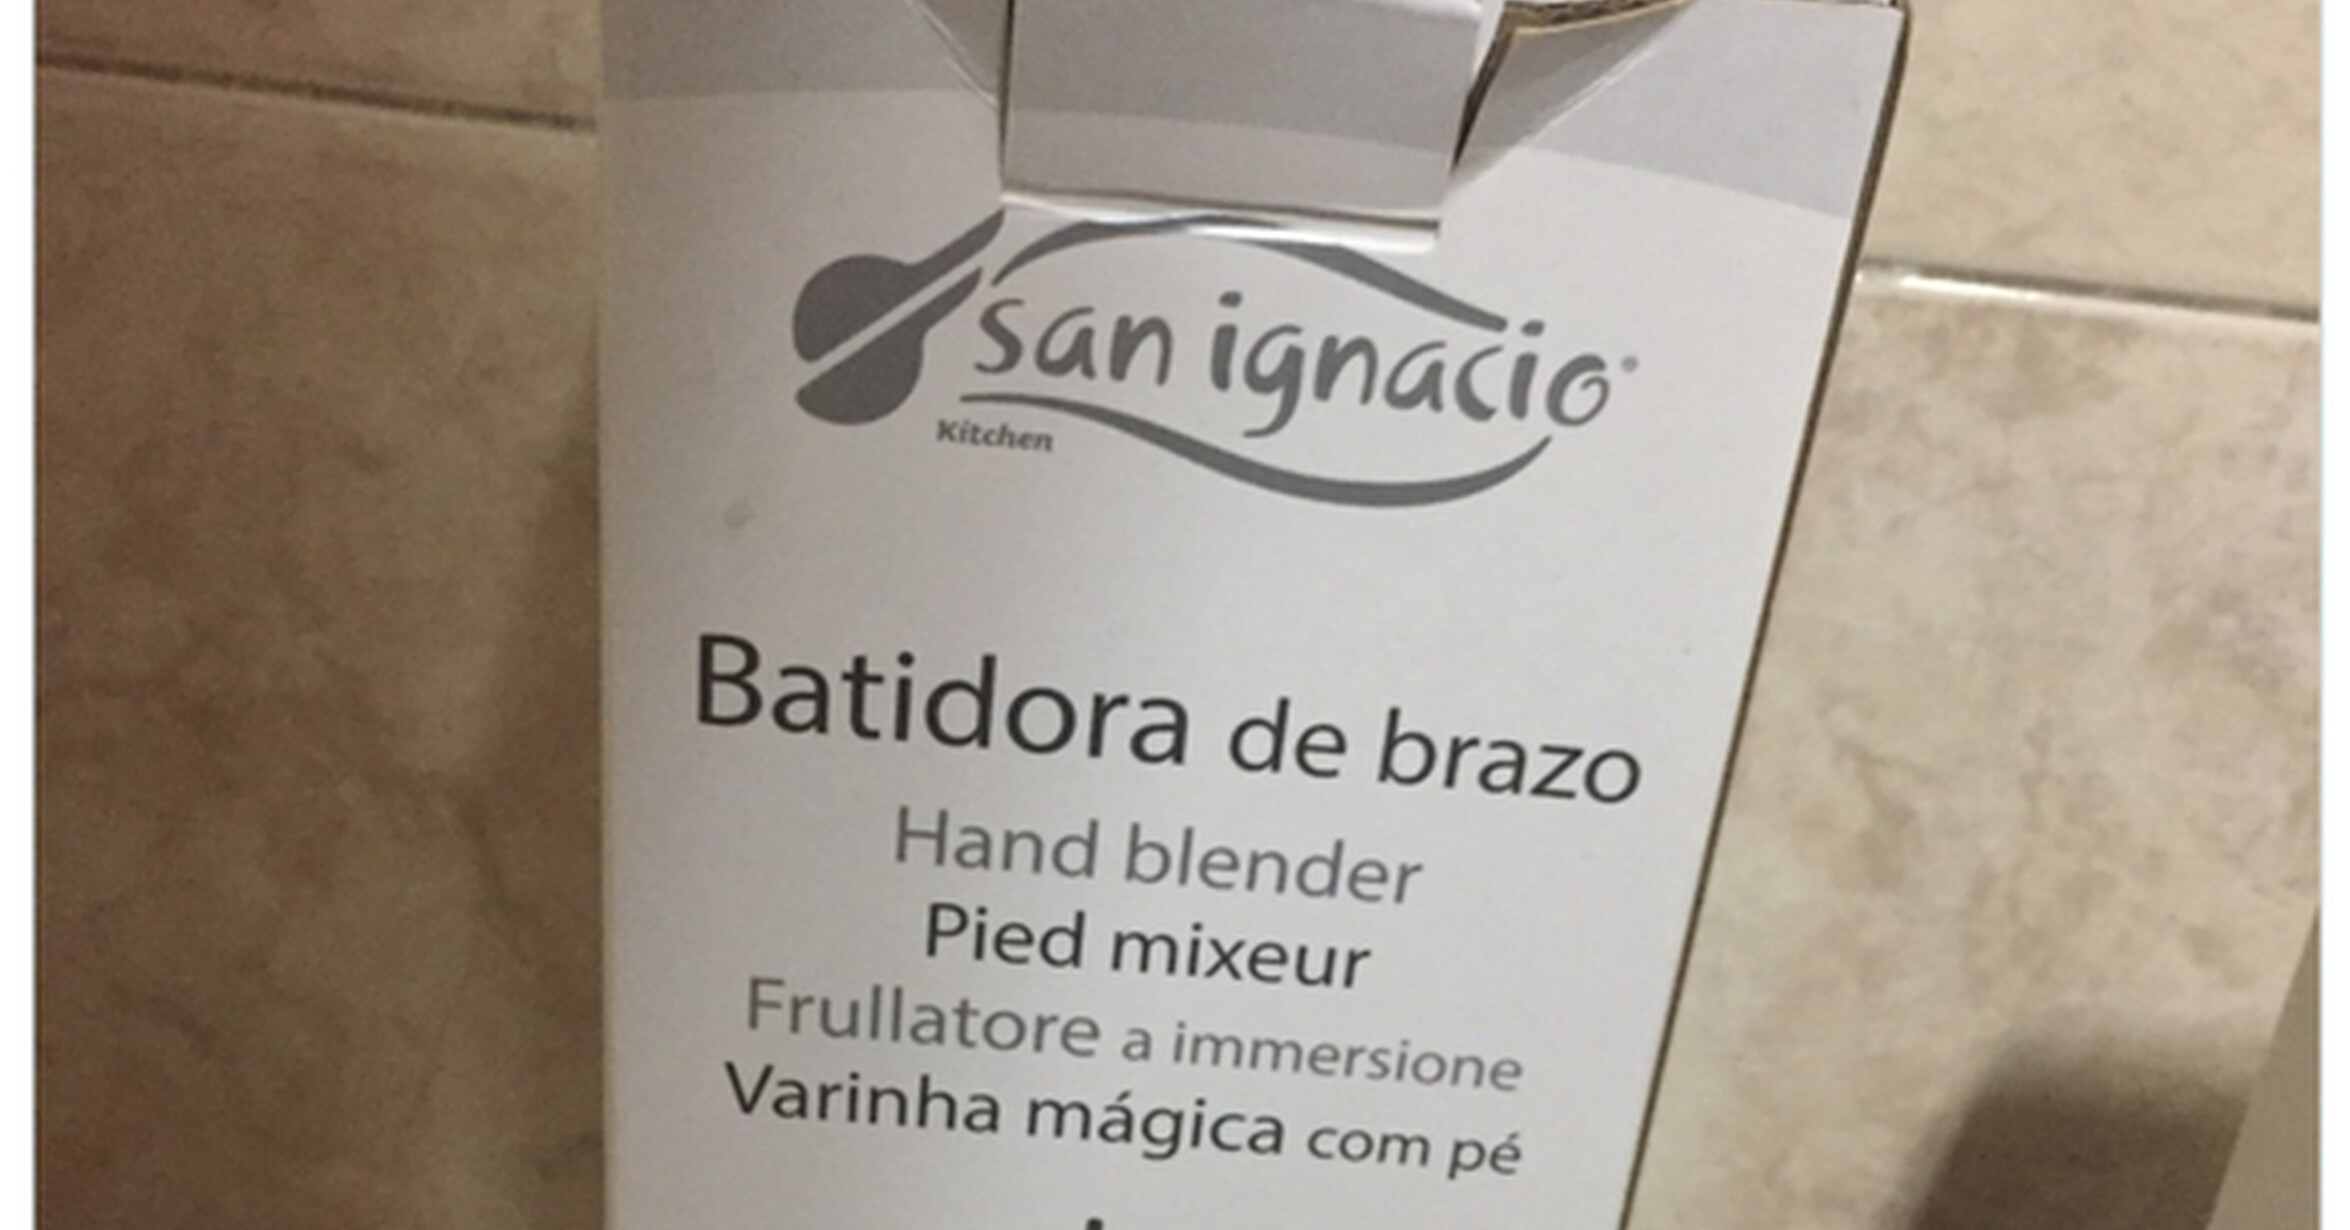 san ignacio
Kitchen
Batidora de brazo
Hand blender
Pied mixeur
Frullatore a immersione
Varinha mágica com pé